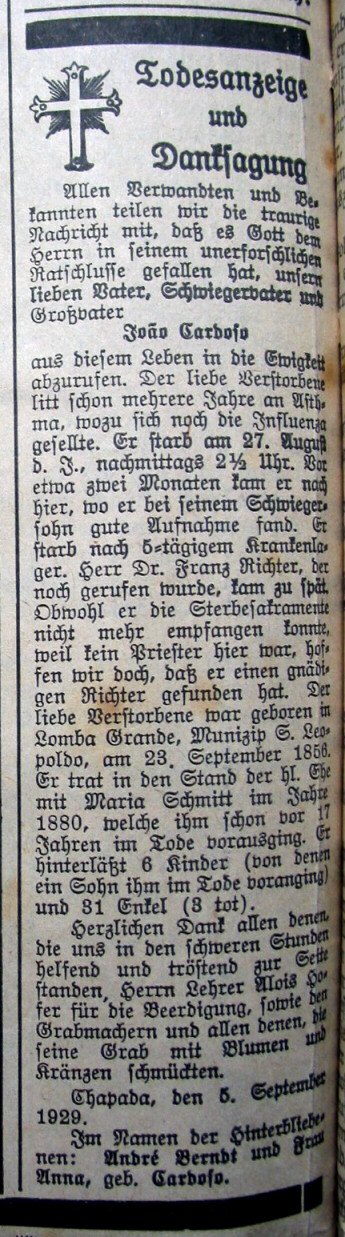 Todesanzeige
und
Danksagung
Allen Verwandten und Be-
kannten teilen wir die traurige
Nachricht mit, daß es Gott dem
Herrn in seinem unerforschlichen
Ratschlusse gefallen hat, unsern
lieben Vater, Schwiegervater und
Großvater
João Cardoso
aus diesem Leben in die Ewigkeit
abzurufen. Der liebe Verstorbene
litt schon mehrere Jahre an Asth-
ma, wozu sich noch die Influenza
gesellte. Er starb am 27. August
d. J., nachmittags 2½ Uhr. Vor
etwa zwei Monaten kam er nach
hier, wo er bei seinem Schwieger-
sohn gute Aufnahme fand. Er
starb nach 5-tägigem Krankenla-
ger. Herr Dr. Franz Richter, der
noch gerufen wurde, kam zu spät.
Obwohl er die Sterbesakramente
nicht mehr empfangen konnte,
weil kein Priester hier war, hof-
fen wir doch, daß er einen gnädi-
gen Richter gefunden hat. Der
liebe Verstorbene war geboren in
Lomba Grande, Munizip S. Leo-
poldo, am 23. September 1856.
Er trat in den Stand der hl. Ehe
mit Maria Schmitt im Jahre
1880, welche ihm schon vor 17
Jahren im Tode vorausging. Er
hinterläßt 6 Kinder (von denen
ein Sohn ihm im Tode voranging)
und 31 Enkel (3 tot).
Herzlichen Dank allen denen,
die uns in den schweren Stunden
helfend und tröstend zur Seite
standen, Herrn Lehrer Alois Ho-
fer für die Beerdigung, sowie den
Grabmachern und allen denen, die
seine Grab mit Blumen und
Kränzen schmückten.
Chapada, den 5. September
1929.
Im Namen der Hinterbliebe-
nen: André Berndt und Frau
Anna, geb. Cardoso.